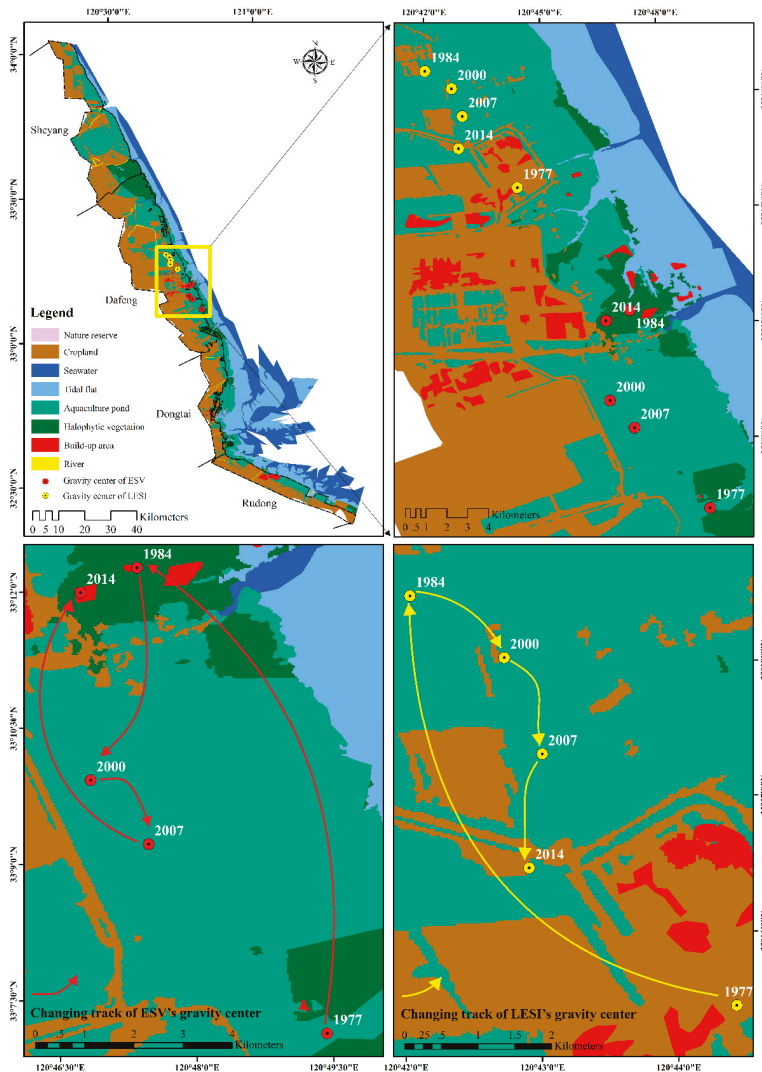 120°30'0"E
121°0'0"E
34°0'0"N
33°30'0"N
33°0'0"N
N
W
E
S
Sheyang
Dafeng
Dongtai
Rudong
Legend
Nature reserve
Cropland
Seawater
Tidal flat
Aquaculture pond
Halophytic vegetation
Build-up area
River
Gravity center of ESV
Gravity center of LESI
Kilometers
0 5 10 20 30 40
120°42'0"E
120°45'0"E
120°48'0"E
1984
2000
2007
2014
1977
2014
1984
2000
2007
1977
Kilometers
1 2 3 4
1984
2014
2000
2007
1977
33°12'0"N
33°9'0"N
33°7'30"N
Changing track of ESV's gravity center
0 .5 1 2 3 4
Kilometers
120°46'30"E
120°48'0"E
120°49'30"E
1984
2000
2007
2014
1977
Changing track of LESI's gravity center
0 .25 .5 1 1.5 2
Kilometers
120°42'0"E
120°43'0"E
120°44'0"E